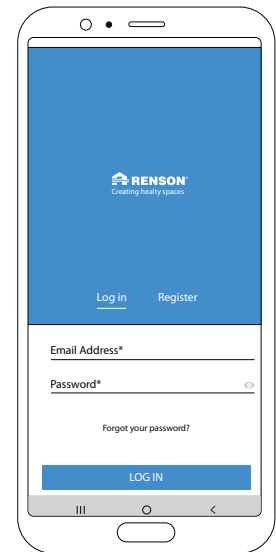 RENSON®
Creating healty spaces
Log in Register
Email Address*
Password*
Forgot your password?
LOG IN